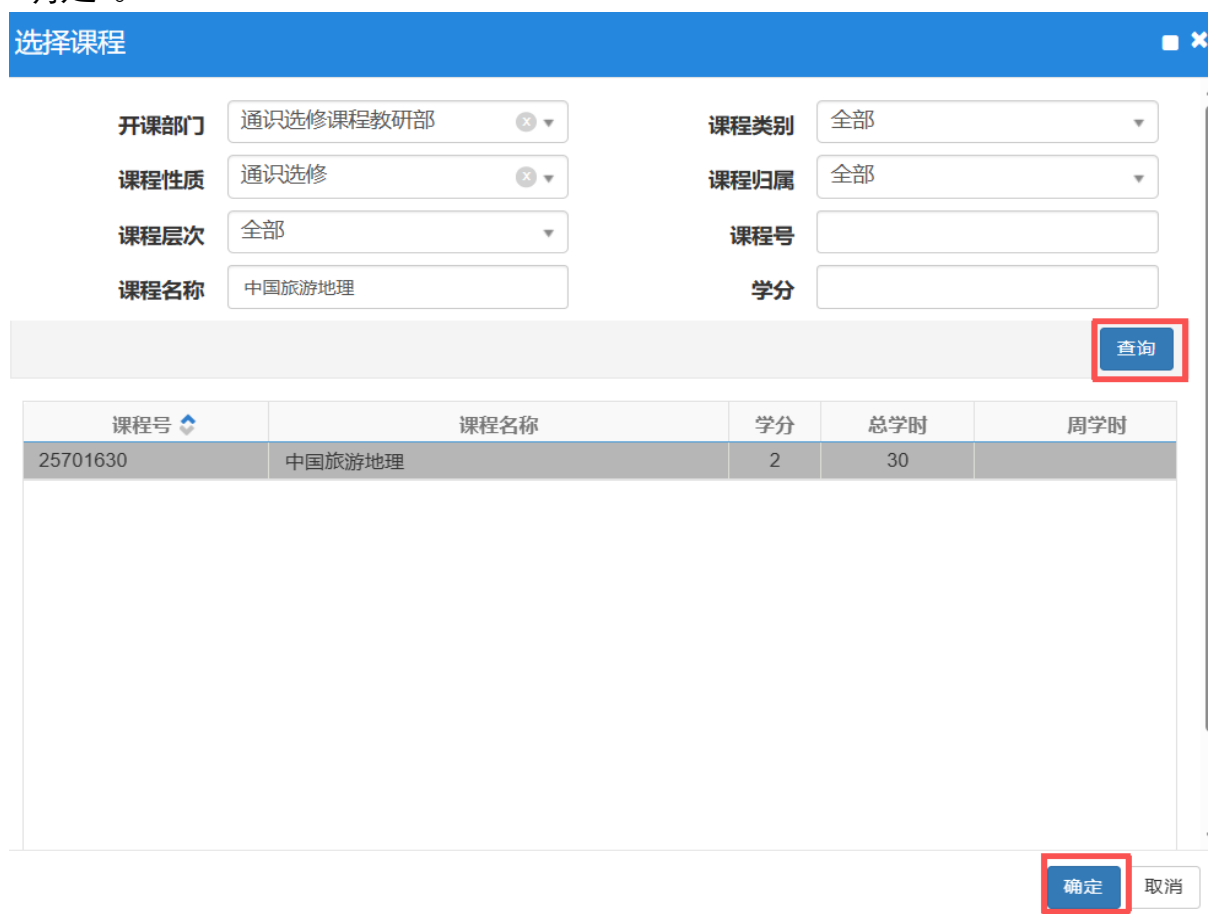 选择课程
开课部门 通识选修课程教研部 课程类别 全部
课程性质 通识选修 课程归属 全部
课程层次 全部 课程号
课程名称 中国旅游地理 学分
查询
课程号 课程名称 学分 总学时 周学时
25701630 中国旅游地理 2 30
确定 取消